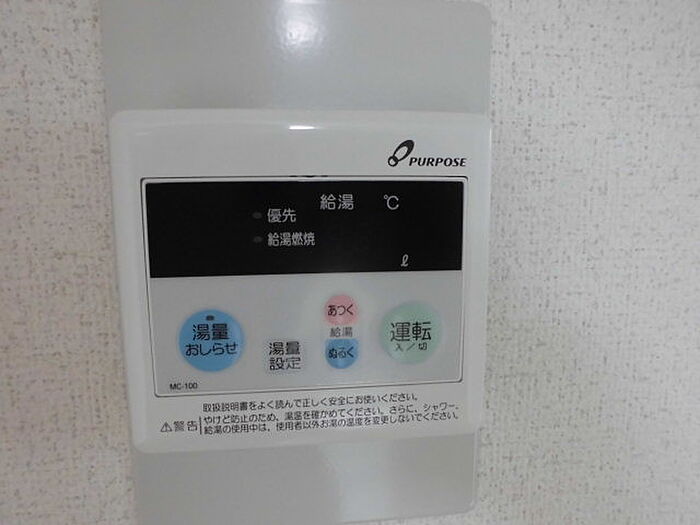 PURPOSE
給湯 ℃
優先
給湯燃焼
ℓ
湯量
おしらせ
湯量
設定
あつく
給湯
ぬるく
運転
入/切
MC-100
取扱説明書をよく読んで正しく安全にお使いください。
⚠警告
やけど防止のため、湯温を確かめてください。さらに、シャワー、
給湯の使用中は、使用者以外お湯の温度を変更しないでください。